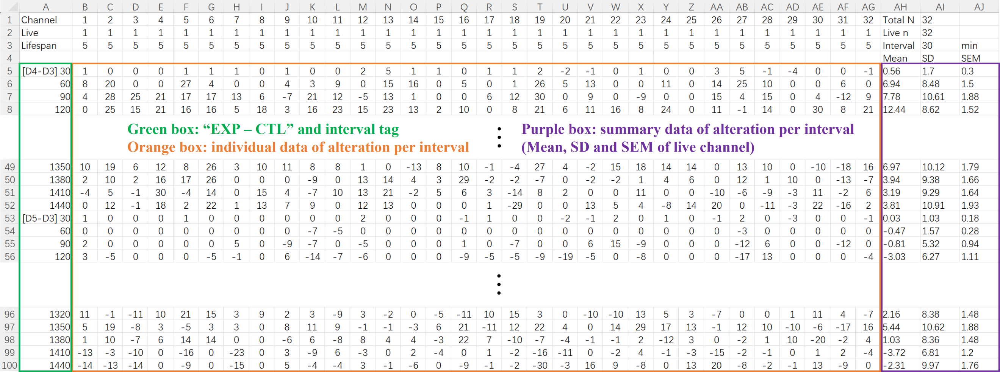 A B C D E F G H I J K L M N O P Q R S T U V W X Y Z AA AB AC AD AE AF AG AH AI AJ
1 Channel 1 2 3 4 5 6 7 8 9 10 11 12 13 14 15 16 17 18 19 20 21 22 23 24 25 26 27 28 29 30 31 32 Total N 32
2 Live 1 1 1 1 1 1 1 1 1 1 1 1 1 1 1 1 1 1 1 1 1 1 1 1 1 1 1 1 1 1 1 1 Live n 32
3 Lifespan 5 5 5 5 5 5 5 5 5 5 5 5 5 5 5 5 5 5 5 5 5 5 5 5 5 5 5 5 5 5 5 5 Interval 30 min
4 Mean SD SEM
5 [D4-D3] 30 1 0 0 0 1 1 1 0 1 0 0 2 5 1 1 0 1 1 2 -2 -1 0 1 0 0 3 5 -1 -4 0 0 -1 0.56 1.7 0.3
6 60 8 20 0 0 27 4 0 0 4 3 9 0 15 16 0 5 0 1 26 5 13 0 0 11 0 14 25 10 0 0 6 0 6.94 8.48 1.5
7 90 4 28 25 21 17 17 13 6 -7 21 12 -5 13 1 0 0 6 12 30 0 9 0 -9 0 0 15 4 15 0 4 -12 9 7.78 10.61 1.88
8 120 0 25 15 21 16 16 5 18 3 16 23 15 23 13 2 10 0 8 21 6 11 16 8 24 0 11 -1 14 0 30 8 21 12.44 8.62 1.52
Green box: “EXP – CTL” and interval tag
Orange box: individual data of alteration per interval
Purple box: summary data of alteration per interval
(Mean, SD and SEM of live channel)
49 1350 10 19 6 12 8 26 3 10 11 8 8 1 0 -13 8 10 -1 -4 27 4 -2 15 18 14 14 0 13 10 0 -10 -18 16 6.97 10.12 1.79
50 1380 2 10 2 16 17 26 0 0 0 -9 0 13 14 4 3 29 -2 -2 -7 0 -2 -2 1 4 6 0 12 1 10 0 -13 -7 3.94 9.38 1.66
51 1410 -4 5 -1 30 -4 14 0 15 4 -7 10 13 21 -2 5 6 3 -14 8 2 0 0 11 0 0 -10 -6 -9 -3 11 -2 6 3.19 9.29 1.64
52 1440 0 12 -1 18 2 22 1 13 7 9 0 12 13 0 0 0 1 -29 0 0 13 5 4 -8 14 20 0 -11 -3 22 -16 2 3.81 10.91 1.93
53 [D5-D3] 30 1 0 0 0 1 0 0 0 0 0 0 2 0 0 0 -1 1 0 0 -2 -1 2 0 1 0 -1 2 0 -3 0 0 -1 0.03 1.03 0.18
54 60 0 0 0 0 0 0 0 0 0 -7 -5 0 0 0 0 0 0 0 0 0 0 0 0 0 0 0 -3 0 0 0 0 0 -0.47 1.57 0.28
55 90 2 0 0 0 0 0 5 0 -9 -7 0 -5 0 0 0 1 0 -7 0 0 6 15 -9 0 0 0 -12 6 0 0 -12 0 -0.81 5.32 0.94
56 120 3 -5 0 0 0 -5 -1 0 6 -14 -7 -6 0 0 0 -9 -5 -5 -9 -19 -5 0 -8 0 0 0 -17 13 0 0 0 -4 -3.03 6.27 1.11
96 1320 11 -1 -11 10 21 15 3 9 2 3 -9 3 -2 0 -5 -11 10 15 3 0 -10 -10 13 5 3 -7 0 0 1 11 4 -7 2.16 8.38 1.48
97 1350 5 19 -8 3 -5 3 3 0 8 11 9 -1 -1 -3 6 21 -11 12 22 4 0 14 29 17 13 -1 12 10 -10 -6 -17 16 5.44 10.62 1.88
98 1380 1 10 -7 6 14 14 0 0 -6 6 -8 8 4 4 -3 22 7 -10 -7 -4 -1 -1 2 -12 3 0 -2 1 10 -20 -2 4 1.03 8.36 1.48
99 1410 -13 -3 -10 0 -16 0 -23 0 3 -9 6 -3 0 2 -4 0 1 -2 -16 -11 0 -2 4 -1 -3 -15 -2 -1 0 1 2 -4 -3.72 6.81 1.2
100 1440 -14 -13 -14 0 -9 0 -15 0 5 -4 -4 3 -1 -6 0 -9 -1 -2 -30 -3 16 9 -8 0 13 20 -8 -2 -1 13 -9 0 -2.31 9.97 1.76